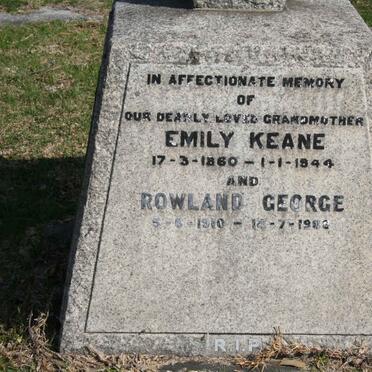 IN AFFECTIONATE MEMORY
OF
OUR DEARLY LOVED GRANDMOTHER
EMILY KEANE
17-3-1860 - 1-1-1944
AND
ROWLAND GEORGE
R.I.P.